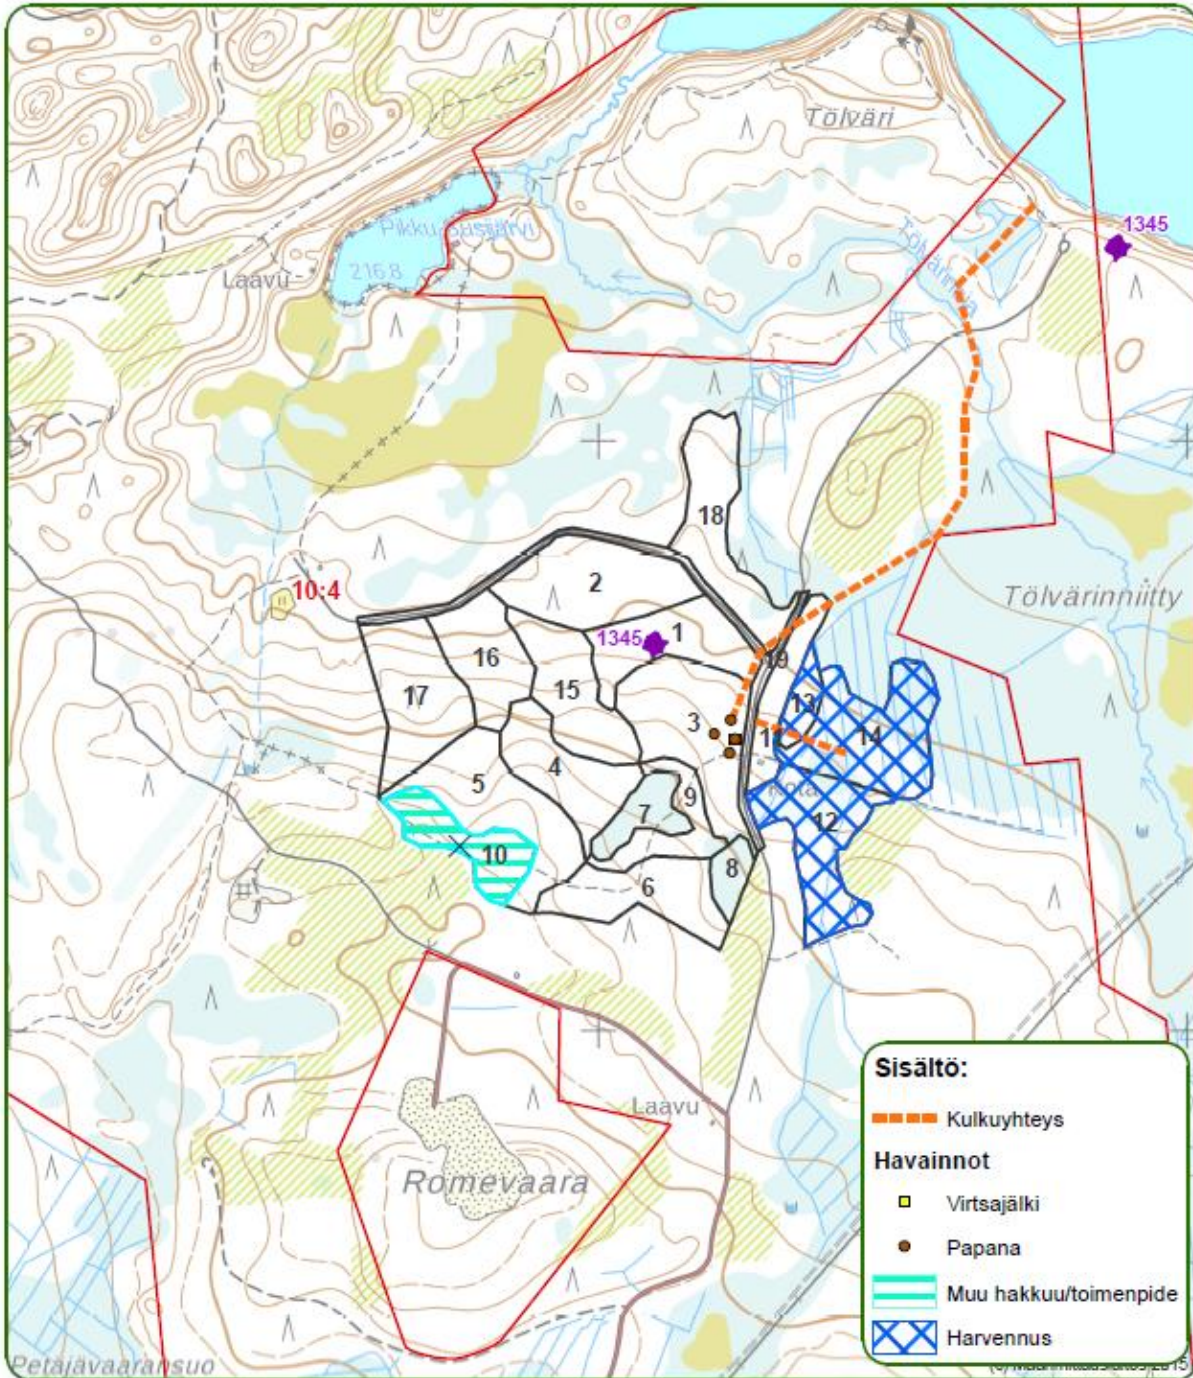 Tölväri
1345
Pikku Susijärvi
Laavu
216.8
18
2
10:4
Tölvärinniitty
1345
1
16
15
19
17
13
3
14
4
5
9
7
12
10
8
6
Laavu
Romevaara
Petäjävaaransuo
Sisältö:
Kulkuyhteys
Havainnot
Virtsajälki
Papana
Muu hakkuu/toimenpide
Harvennus